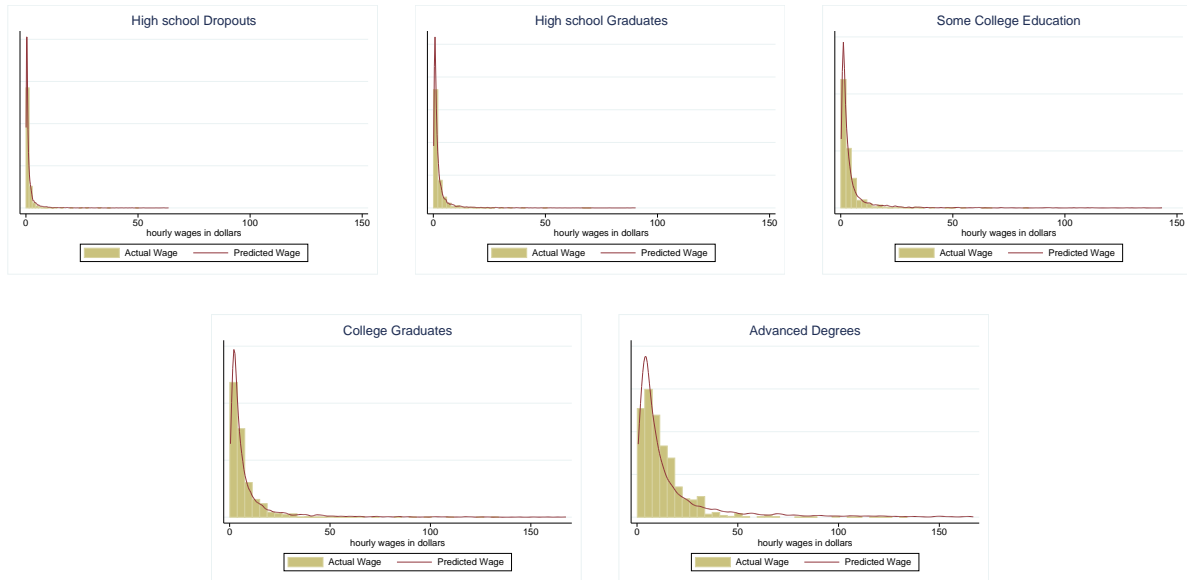 High school Dropouts
0 50 100 150
hourly wages in dollars
Actual Wage Predicted Wage
High school Graduates
0 50 100 150
hourly wages in dollars
Actual Wage Predicted Wage
Some College Education
0 50 100 150
hourly wages in dollars
Actual Wage Predicted Wage
College Graduates
0 50 100 150
hourly wages in dollars
Actual Wage Predicted Wage
Advanced Degrees
0 50 100 150
hourly wages in dollars
Actual Wage Predicted Wage